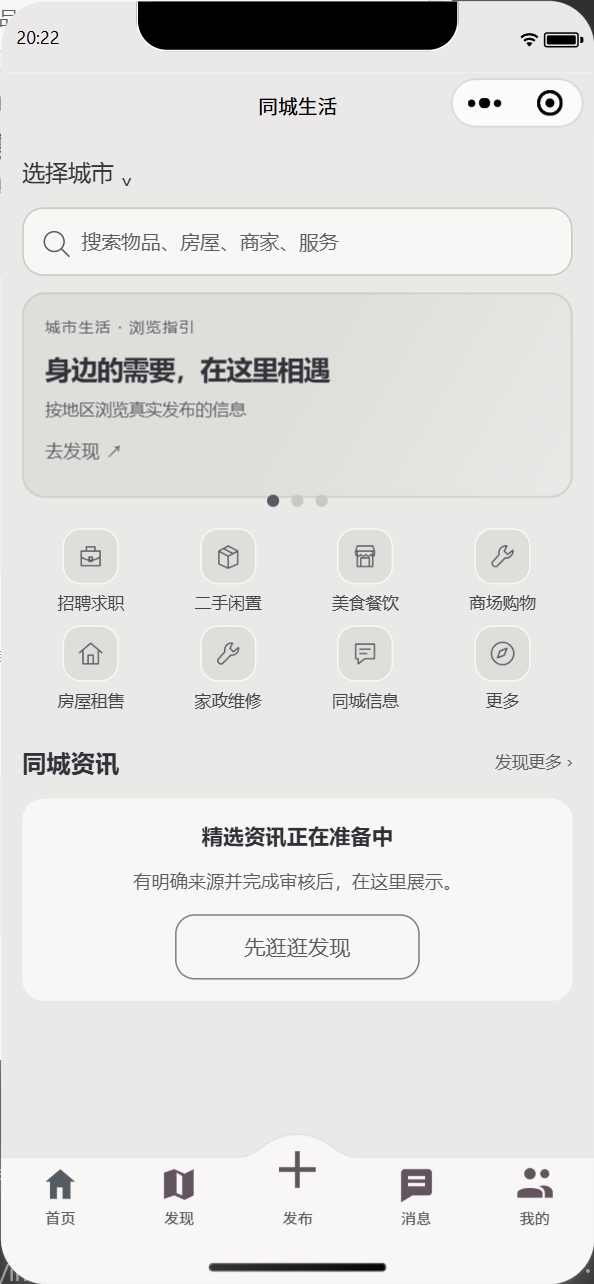 20:22
同城生活
选择城市
搜索物品、房屋、商家、服务
城市生活 · 浏览指引
身边的需要，在这里相遇
按地区浏览真实发布的信息
去发现 ↗
招聘求职 二手闲置 美食餐饮 商场购物
房屋租售 家政维修 同城信息 更多
同城资讯 发现更多 ›
精选资讯正在准备中
有明确来源并完成审核后，在这里展示。
先逛逛发现
首页 发现 发布 消息 我的